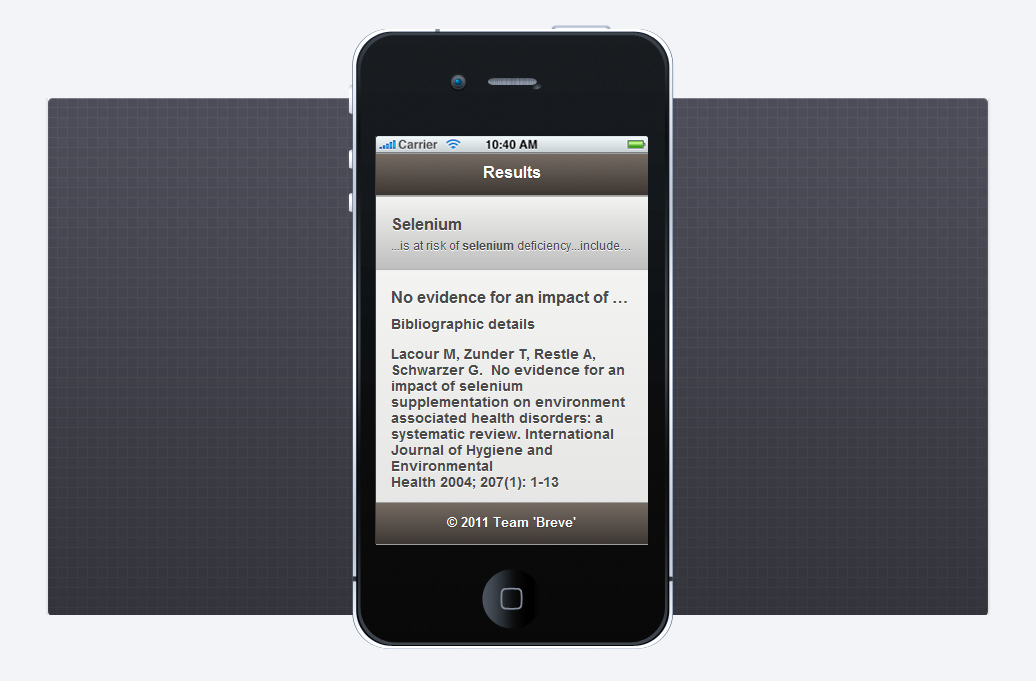 Carrier 10:40 AM
Results
Selenium
...is at risk of selenium deficiency...include...
No evidence for an impact of ...
Bibliographic details
Lacour M, Zunder T, Restle A,
Schwarzer G.  No evidence for an
impact of selenium
supplementation on environment
associated health disorders: a
systematic review. International
Journal of Hygiene and
Environmental
Health 2004; 207(1): 1-13
© 2011 Team 'Breve'